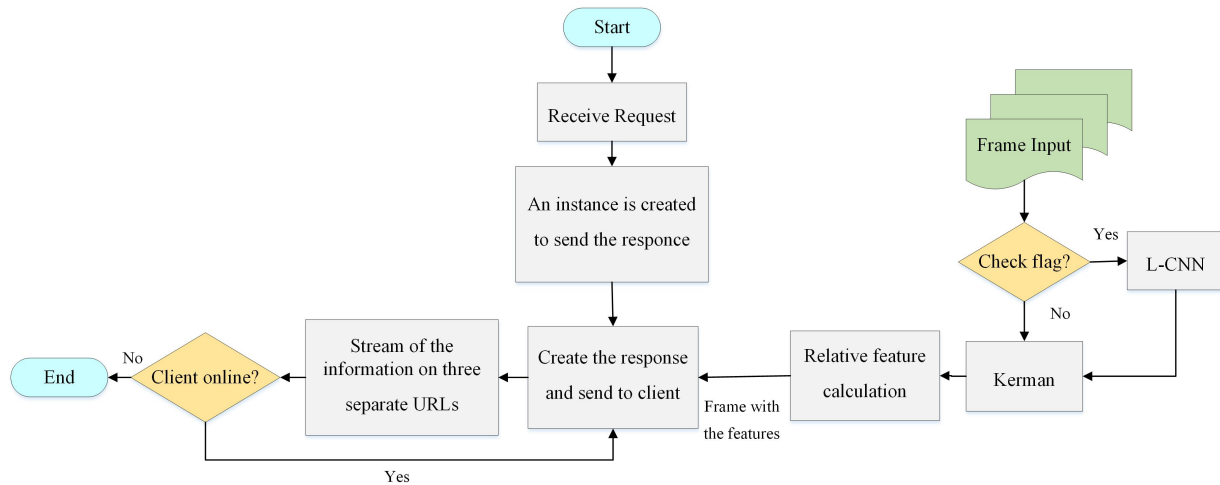 Start
Receive Request
An instance is created
to send the responce
Frame Input
Check flag?
Yes
L-CNN
No
Kerman
Relative feature
calculation
Frame with
the features
Create the response
and send to client
Stream of the
information on three
separate URLs
Client online?
No
End
Yes